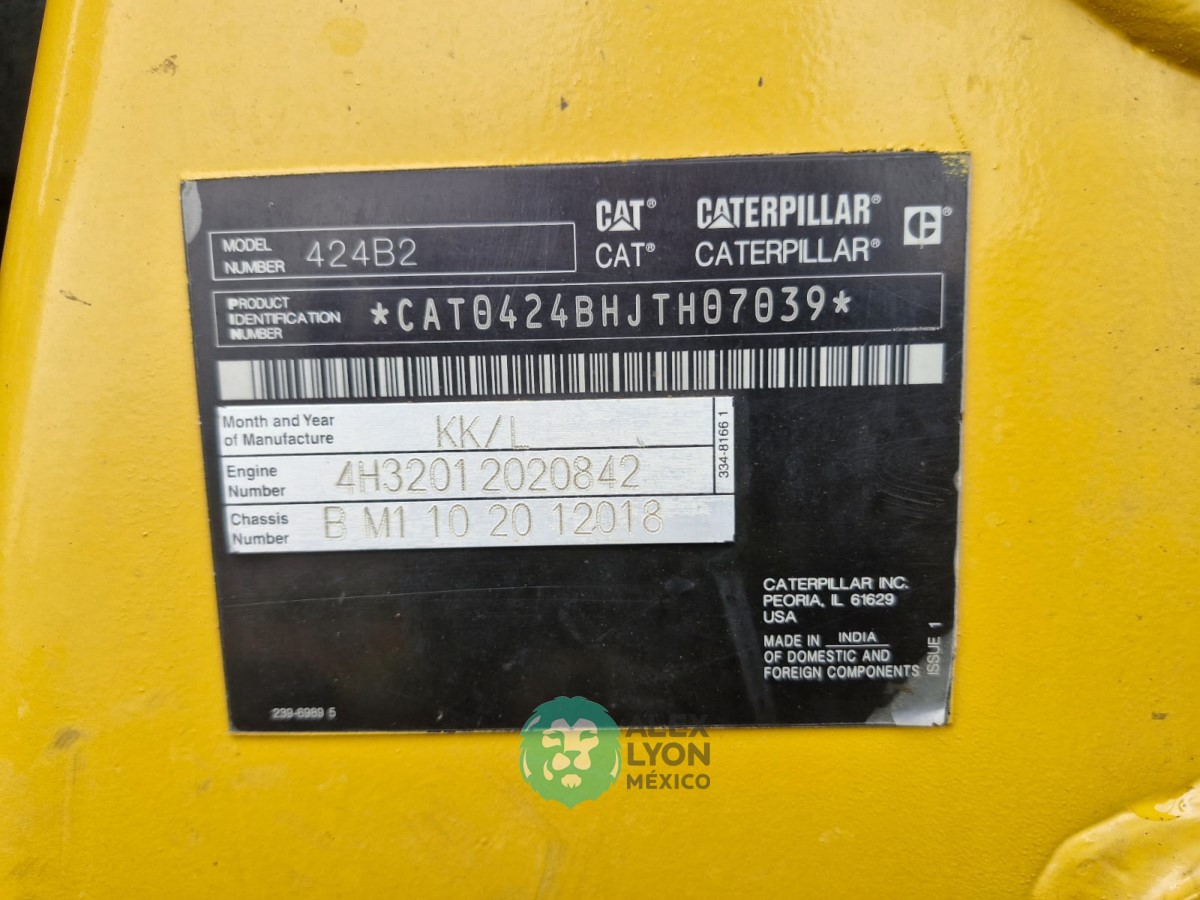 CAT® CATERPILLAR® ®
CAT® CATERPILLAR®
MODEL
NUMBER 424B2
PRODUCT
IDENTIFICATION
NUMBER *CAT0424BHJTH07039*
Month and Year
of Manufacture KK/L
Engine
Number 4H3201 2020842
Chassis
Number B M1 10 20 12018
334-8166 1
CATERPILLAR INC.
PEORIA, IL 61629
USA
MADE IN INDIA
OF DOMESTIC AND
FOREIGN COMPONENTS
ISSUE 1
239-6989 5
ALEX
LYON
MÉXICO